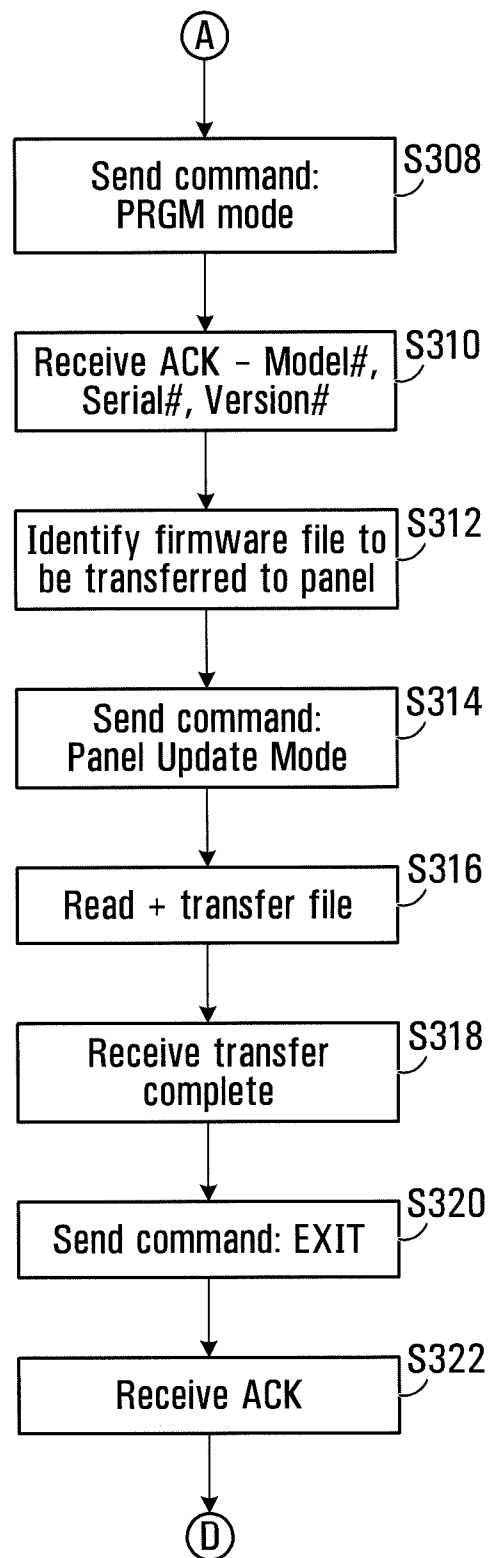 A
Send command:
PRGM mode
S308
Receive ACK – Model#,
Serial#, Version#
S310
Identify firmware file to
be transferred to panel
S312
Send command:
Panel Update Mode
S314
Read + transfer file
S316
Receive transfer
complete
S318
Send command: EXIT
S320
Receive ACK
S322
D